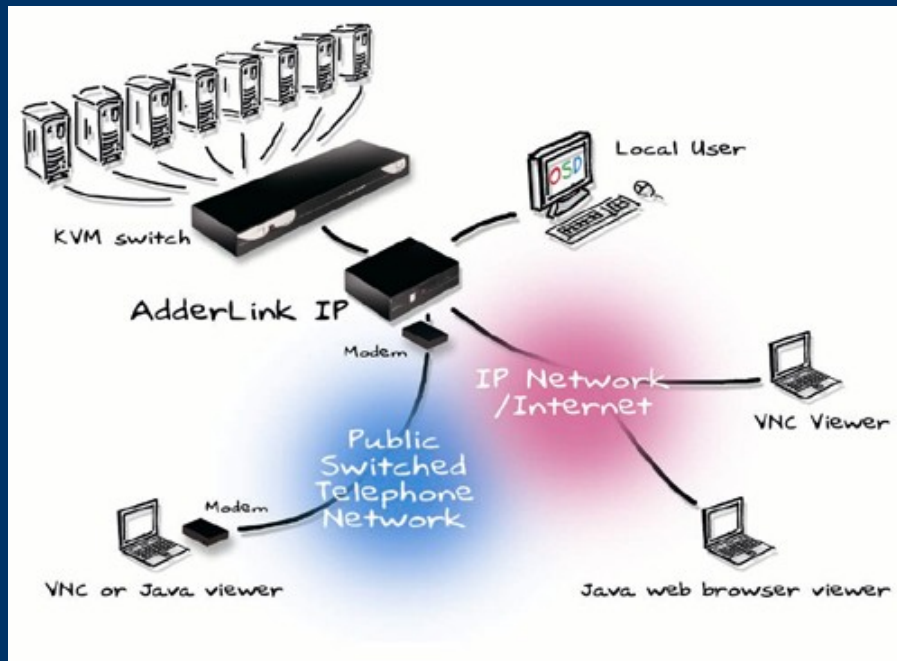 Local User
OSD
KVM switch
AdderLink IP
Modem
IP Network
/Internet
Public
Switched
Telephone
Network
VNC Viewer
Modem
VNC or Java viewer
Java web browser viewer